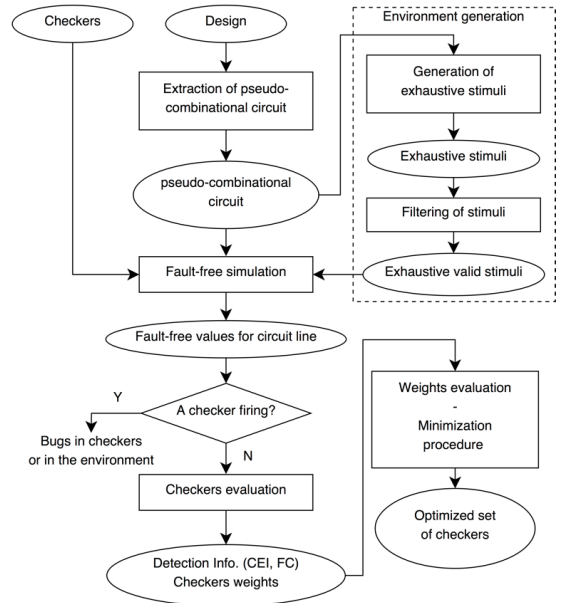 Checkers
Design
Environment generation
Extraction of pseudo-
combinational circuit
Generation of
exhaustive stimuli
pseudo-combinational
circuit
Exhaustive stimuli
Filtering of stimuli
Fault-free simulation
Exhaustive valid stimuli
Fault-free values for circuit line
A checker firing?
Y
Bugs in checkers
or in the environment
N
Checkers evaluation
Detection Info. (CEI, FC)
Checkers weights
Weights evaluation
-
Minimization
procedure
Optimized set
of checkers